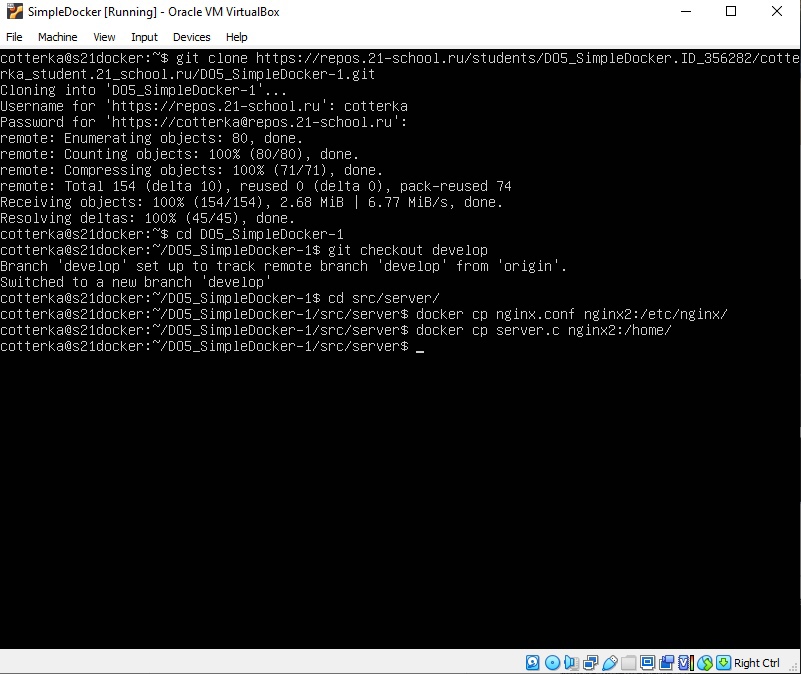 SimpleDocker [Running] - Oracle VM VirtualBox
File Machine View Input Devices Help
cotterka@s21docker:~$ git clone https://repos.21-school.ru/students/DO5_SimpleDocker.ID_356282/cotte
rka_student.21_school.ru/DO5_SimpleDocker-1.git
Cloning into 'DO5_SimpleDocker-1'...
Username for 'https://repos.21-school.ru': cotterka
Password for 'https://cotterka@repos.21-school.ru':
remote: Enumerating objects: 80, done.
remote: Counting objects: 100% (80/80), done.
remote: Compressing objects: 100% (71/71), done.
remote: Total 154 (delta 10), reused 0 (delta 0), pack-reused 74
Receiving objects: 100% (154/154), 2.68 MiB | 6.77 MiB/s, done.
Resolving deltas: 100% (45/45), done.
cotterka@s21docker:~$ cd DO5_SimpleDocker-1
cotterka@s21docker:~/DO5_SimpleDocker-1$ git checkout develop
Branch 'develop' set up to track remote branch 'develop' from 'origin'.
Switched to a new branch 'develop'
cotterka@s21docker:~/DO5_SimpleDocker-1$ cd src/server/
cotterka@s21docker:~/DO5_SimpleDocker-1/src/server$ docker cp nginx.conf nginx2:/etc/nginx/
cotterka@s21docker:~/DO5_SimpleDocker-1/src/server$ docker cp server.c nginx2:/home/
cotterka@s21docker:~/DO5_SimpleDocker-1/src/server$ _
Right Ctrl